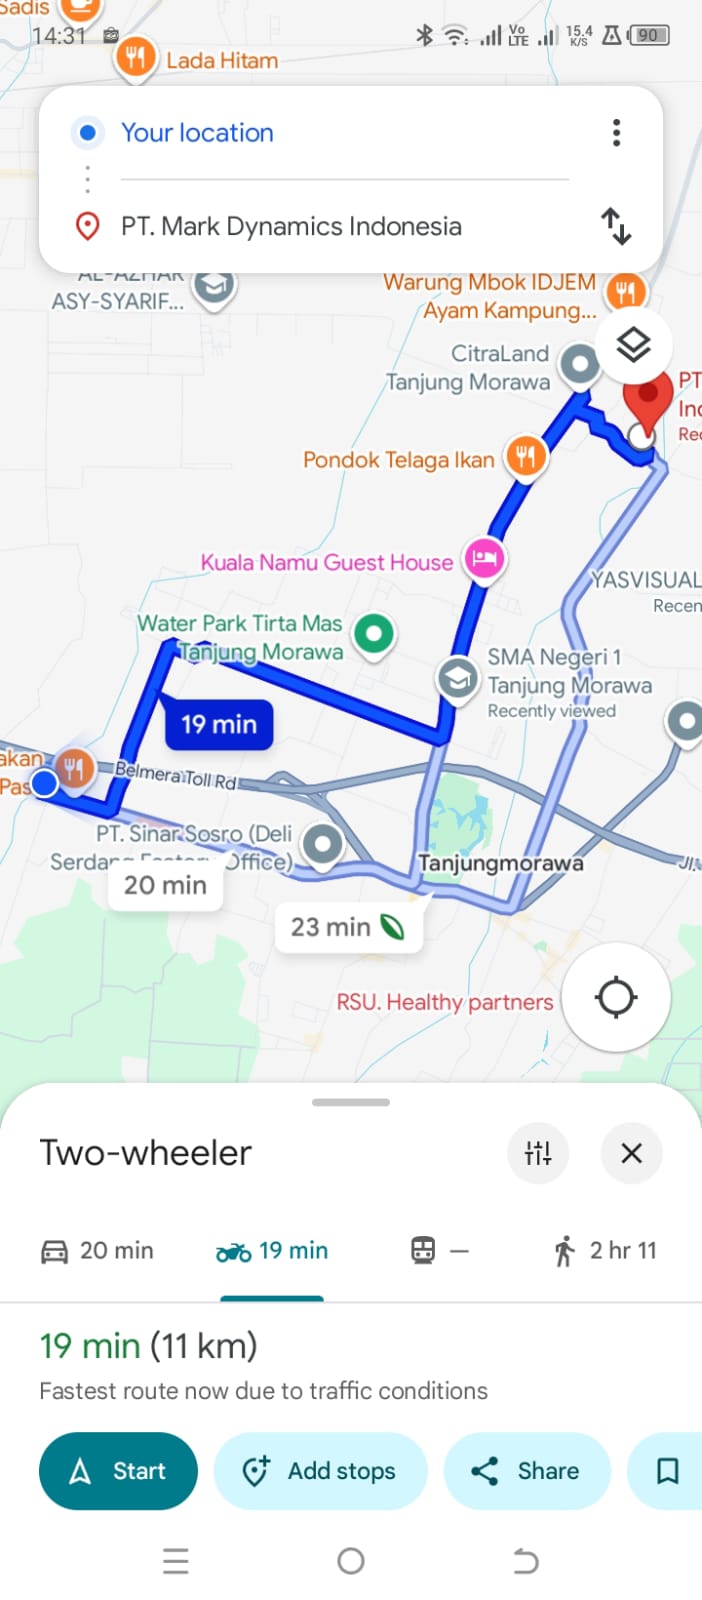 Sadis
14:31
Vo
LTE
15.4
K/S
90
Lada Hitam
Your location
PT. Mark Dynamics Indonesia
AL-AZHAR
ASY-SYARIF...
Warung Mbok IDJEM
Ayam Kampung...
CitraLand
Tanjung Morawa
PT
Inc
Rec
Pondok Telaga Ikan
Kuala Namu Guest House
YASVISUAL
Recen
Water Park Tirta Mas
Tanjung Morawa
SMA Negeri 1
Tanjung Morawa
Recently viewed
19 min
akan
Pas
Belmera Toll Rd
PT. Sinar Sosro (Deli
Serdang Factory Office)
20 min
Tanjungmorawa
Jl.
23 min
RSU. Healthy partners
Two-wheeler
20 min
19 min
—
2 hr 11
19 min (11 km)
Fastest route now due to traffic conditions
Start
Add stops
Share